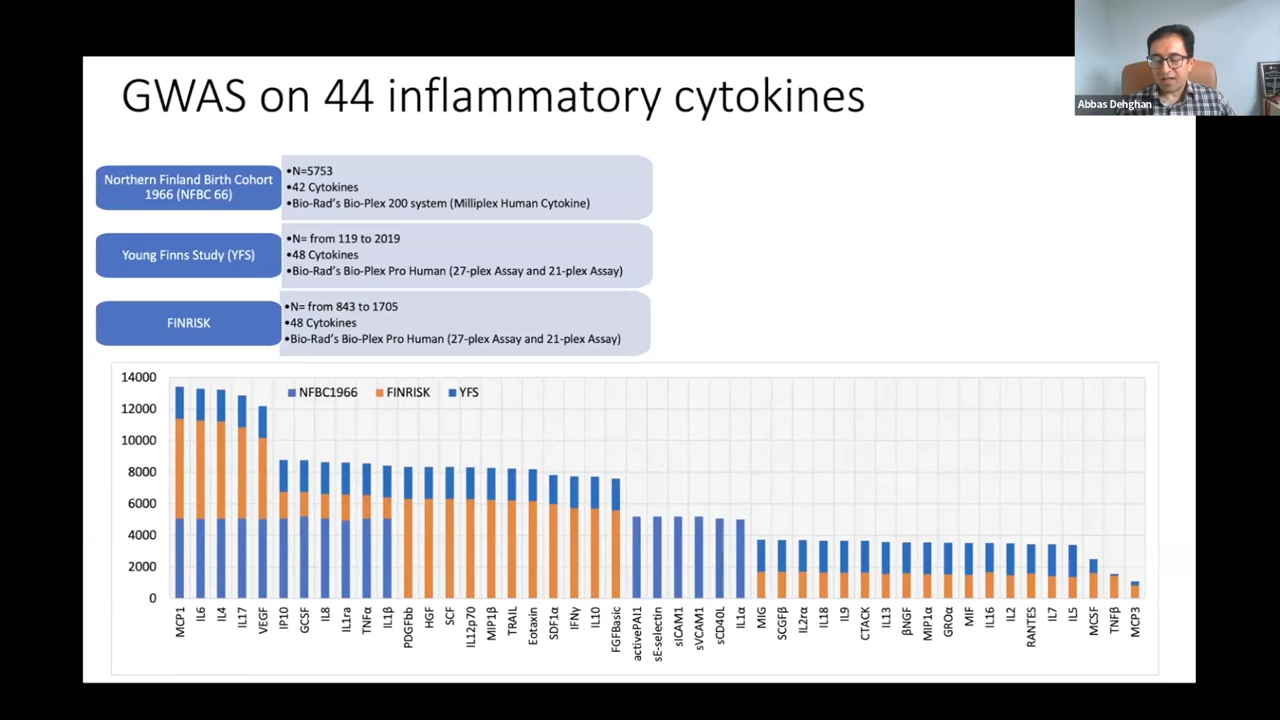 GWAS on 44 inflammatory cytokines
Abbas Dehghan
Northern Finland Birth Cohort
1966 (NFBC 66)
•N=5753
•42 Cytokines
•Bio-Rad's Bio-Plex 200 system (Milliplex Human Cytokine)
Young Finns Study (YFS)
•N= from 119 to 2019
•48 Cytokines
•Bio-Rad's Bio-Plex Pro Human (27-plex Assay and 21-plex Assay)
FINRISK
•N= from 843 to 1705
•48 Cytokines
•Bio-Rad's Bio-Plex Pro Human (27-plex Assay and 21-plex Assay)
NFBC1966 FINRISK YFS
14000
12000
10000
8000
6000
4000
2000
0
MCP1
IL6
IL4
IL17
VEGF
IP10
GCSF
IL8
IL1ra
TNFα
IL1β
PDGFbb
HGF
SCF
IL12p70
MIP1β
TRAIL
Eotaxin
SDF1α
IFNγ
IL10
FGFBasic
activePAI1
sE-selectin
sICAM1
sVCAM1
sCD40L
IL1α
MIG
SCGFβ
IL2rα
IL18
IL9
CTACK
IL13
βNGF
MIP1α
GROα
MIF
IL16
IL2
RANTES
IL7
IL5
MCSF
TNFβ
MCP3